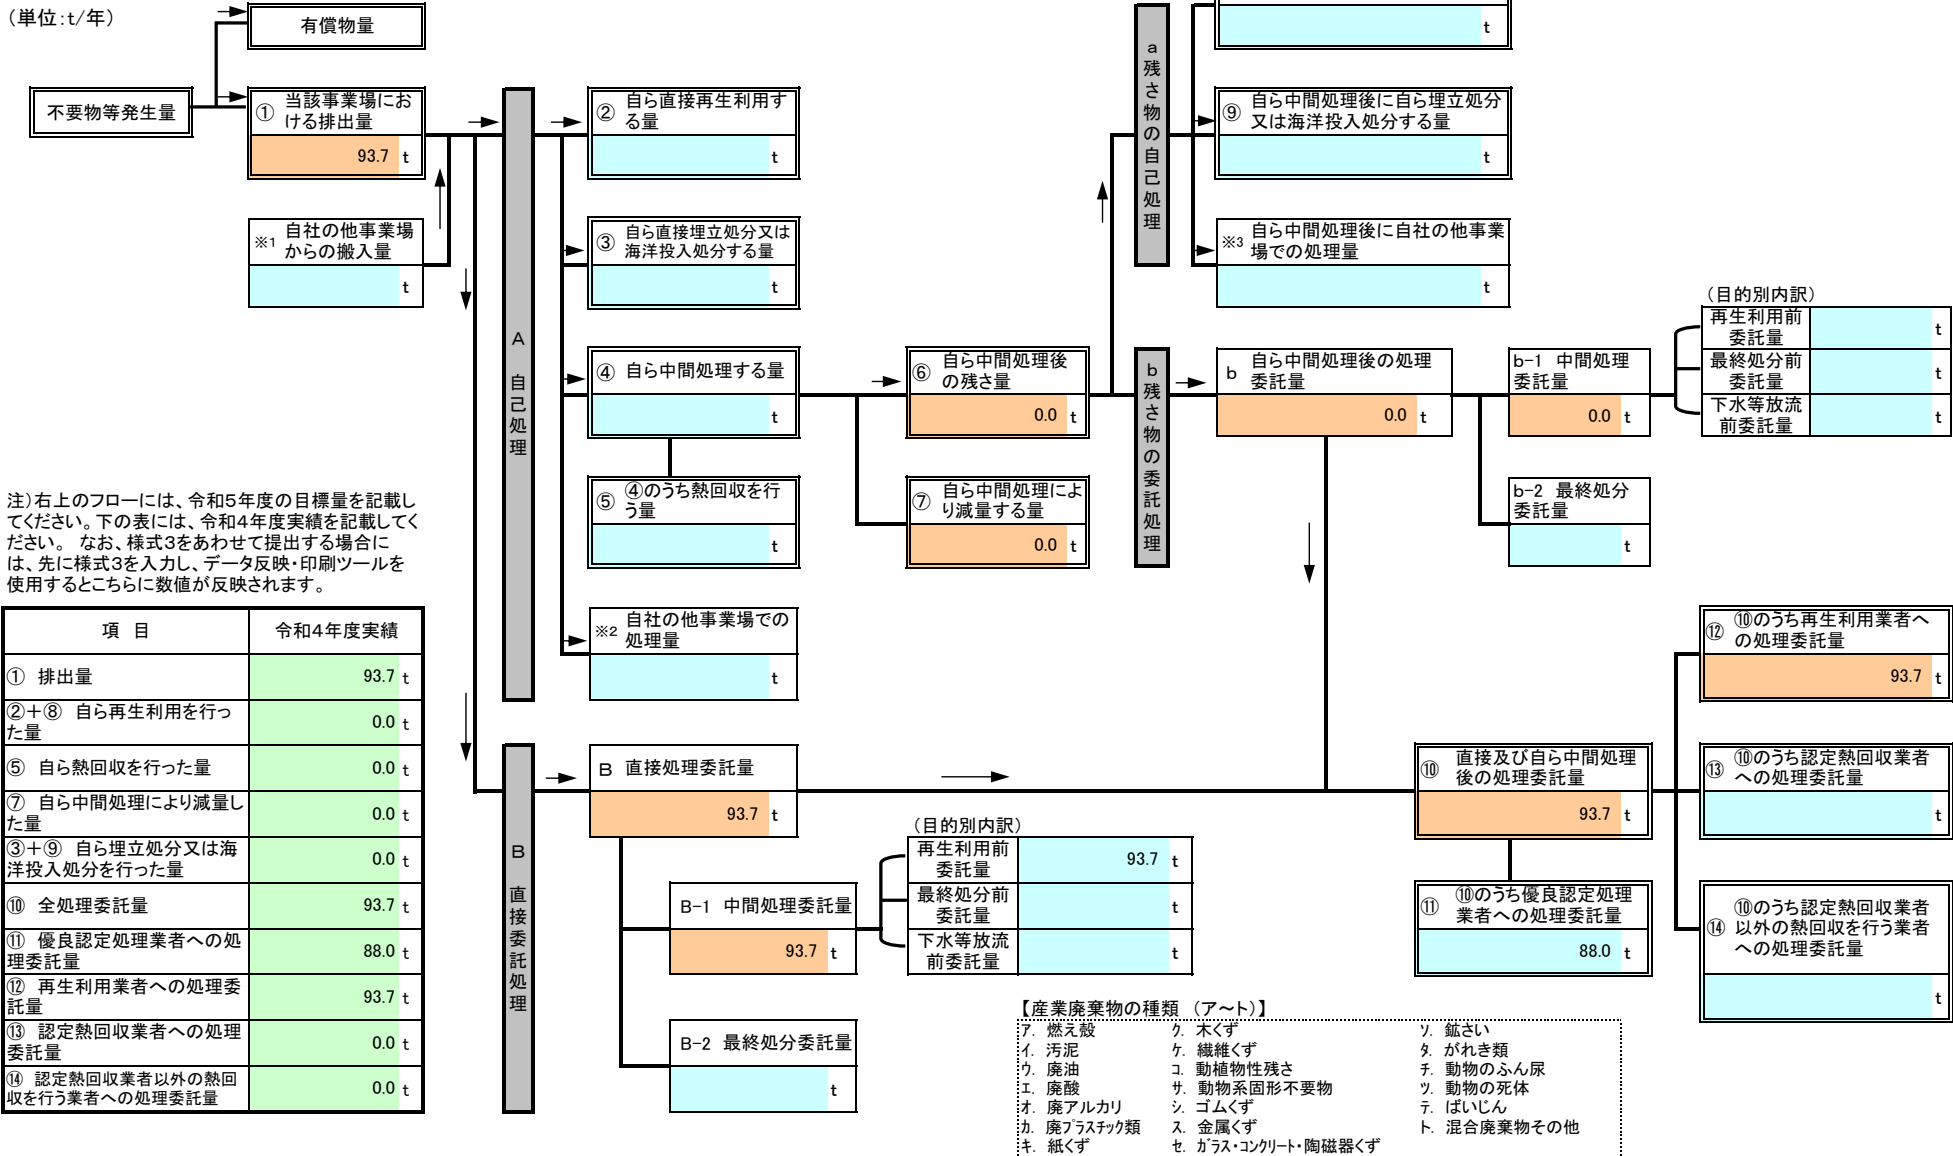 (単位:t/年)
有償物量
不要物等発生量
① 当該事業場にお
ける排出量
93.7 t
※1 自社の他事業場
からの搬入量
t
A 自己処理
② 自ら直接再生利用す
る量
t
③ 自ら直接埋立処分又は
海洋投入処分する量
t
④ 自ら中間処理する量
t
⑤ ④のうち熱回収を行
う量
t
※2 自社の他事業場での
処理量
t
⑥ 自ら中間処理後
の残さ量
0.0 t
⑦ 自ら中間処理によ
り減量する量
0.0 t
a 残さ物の自己処理
t
⑨ 自ら中間処理後に自ら埋立処分
又は海洋投入処分する量
t
※3 自ら中間処理後に自社の他事業
場での処理量
t
b 残さ物の委託処理
b 自ら中間処理後の処理
委託量
0.0 t
b-1 中間処理
委託量
0.0 t
(目的別内訳)
再生利用前
委託量
t
最終処分前
委託量
t
下水等放流
前委託量
t
b-2 最終処分
委託量
t
注)右上のフローには、令和5年度の目標量を記載し
てください。下の表には、令和4年度実績を記載してく
ださい。 なお、様式3をあわせて提出する場合に
は、先に様式3を入力し、データ反映・印刷ツールを
使用するとこちらに数値が反映されます。
項 目 令和4年度実績
① 排出量 93.7 t
②+⑧ 自ら再生利用を行っ
た量 0.0 t
⑤ 自ら熱回収を行った量 0.0 t
⑦ 自ら中間処理により減量し
た量 0.0 t
③+⑨ 自ら埋立処分又は海
洋投入処分を行った量 0.0 t
⑩ 全処理委託量 93.7 t
⑪ 優良認定処理業者への処
理委託量 88.0 t
⑫ 再生利用業者への処理委
託量 93.7 t
⑬ 認定熱回収業者への処理
委託量 0.0 t
⑭ 認定熱回収業者以外の熱回
収を行う業者への処理委託量 0.0 t
B 直接委託処理
B 直接処理委託量
93.7 t
B-1 中間処理委託量
93.7 t
(目的別内訳)
再生利用前
委託量
93.7 t
最終処分前
委託量
t
下水等放流
前委託量
t
B-2 最終処分委託量
t
⑩ 直接及び自ら中間処理
後の処理委託量
93.7 t
⑪ ⑩のうち優良認定処理
業者への処理委託量
88.0 t
⑫ ⑩のうち再生利用業者へ
の処理委託量
93.7 t
⑬ ⑩のうち認定熱回収業者
への処理委託量
t
⑭ ⑩のうち認定熱回収業者
以外の熱回収を行う業者
への処理委託量
t
【産業廃棄物の種類 (ア~ト)】
ア. 燃え殻 ク. 木くず ソ. 鉱さい
イ. 汚泥 ケ. 繊維くず タ. がれき類
ウ. 廃油 コ. 動植物性残さ チ. 動物のふん尿
エ. 廃酸 サ. 動物系固形不要物 ツ. 動物の死体
オ. 廃アルカリ シ. ゴムくず テ. ばいじん
カ. 廃プラスチック類 ス. 金属くず ト. 混合廃棄物その他
キ. 紙くず セ. ガラス・コンクリート・陶磁器くず